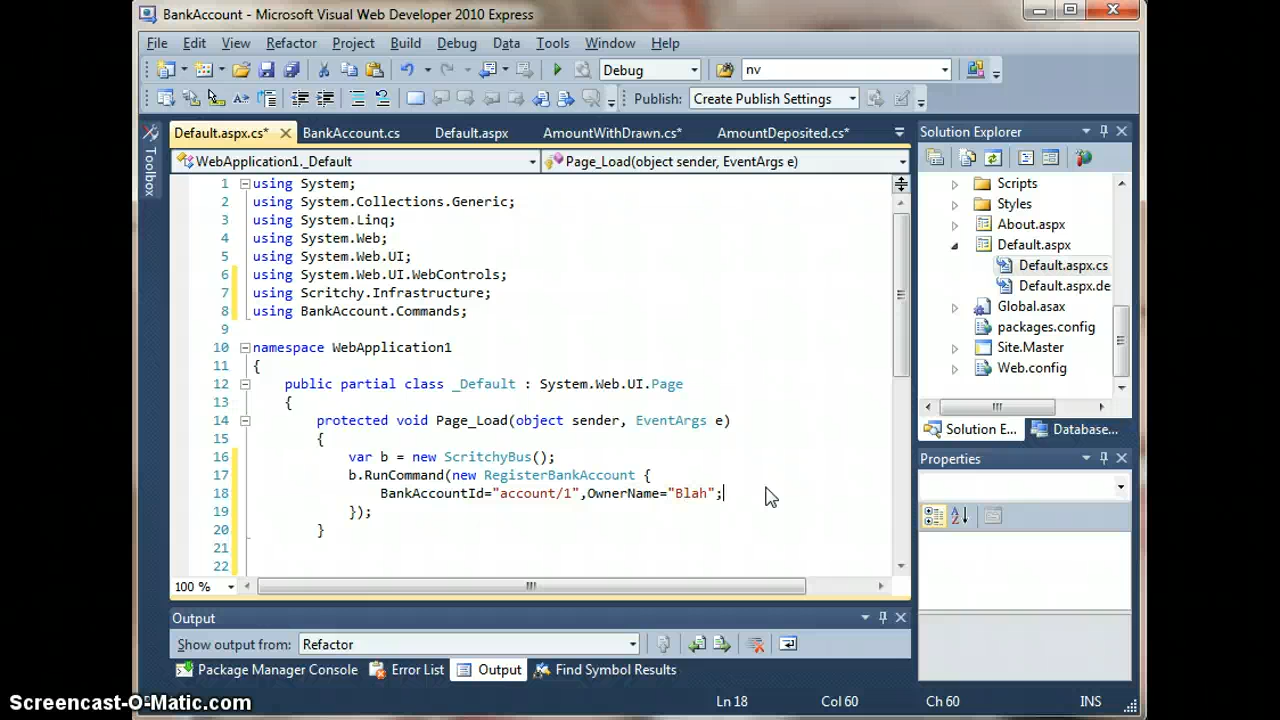 BankAccount - Microsoft Visual Web Developer 2010 Express
File Edit View Refactor Project Build Debug Data Tools Window Help
Debug nv
Publish: Create Publish Settings
Default.aspx.cs* BankAccount.cs Default.aspx AmountWithDrawn.cs* AmountDeposited.cs*
Toolbox
WebApplication1._Default Page_Load(object sender, EventArgs e)
1 using System;
2 using System.Collections.Generic;
3 using System.Linq;
4 using System.Web;
5 using System.Web.UI;
6 using System.Web.UI.WebControls;
7 using Scritchy.Infrastructure;
8 using BankAccount.Commands;
9
10 namespace WebApplication1
11 {
12 public partial class _Default : System.Web.UI.Page
13 {
14 protected void Page_Load(object sender, EventArgs e)
15 {
16 var b = new ScritchyBus();
17 b.RunCommand(new RegisterBankAccount {
18 BankAccountId="account/1",OwnerName="Blah";
19 });
20 }
21
22
100 %
Solution Explorer
Scripts
Styles
About.aspx
Default.aspx
Default.aspx.cs
Default.aspx.de
Global.asax
packages.config
Site.Master
Web.config
Solution E... Database...
Properties
Output
Show output from: Refactor
Package Manager Console Error List Output Find Symbol Results
Ln 18 Col 60 Ch 60 INS
Screencast-O-Matic.com